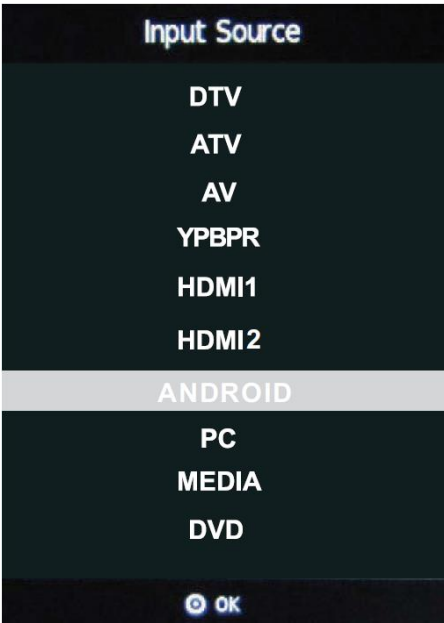 Input Source
DTV
ATV
AV
YPBPR
HDMI1
HDMI2
ANDROID
PC
MEDIA
DVD
OK